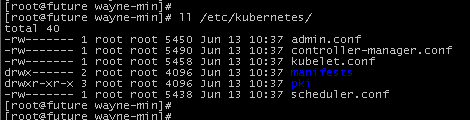 [root@future wayne-min]#
[root@future wayne-min]# ll /etc/kubernetes/
total 40
-rw------- 1 root root 5450 Jun 13 10:37 admin.conf
-rw------- 1 root root 5490 Jun 13 10:37 controller-manager.conf
-rw------- 1 root root 5458 Jun 13 10:37 kubelet.conf
drwx------ 2 root root 4096 Jun 13 10:37 manifests
drwxr-xr-x 3 root root 4096 Jun 13 10:37 pki
-rw------- 1 root root 5438 Jun 13 10:37 scheduler.conf
[root@future wayne-min]#